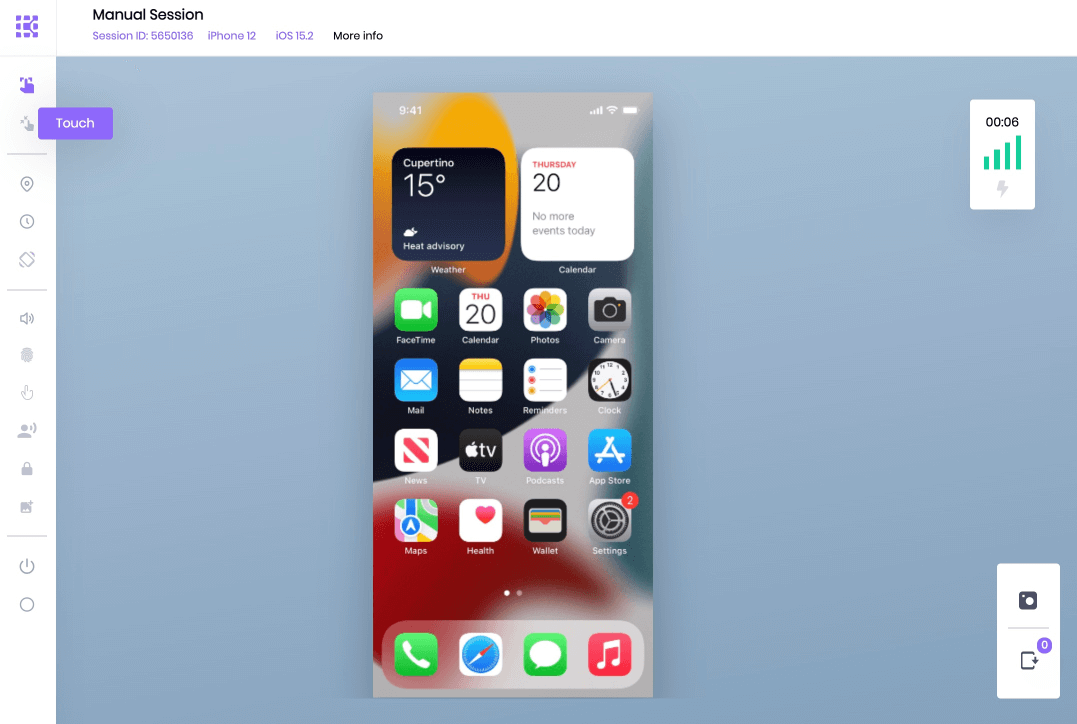 Manual Session
Session ID: 5650136 iPhone 12 iOS 15.2 More info
Touch
00:06
9:41
Cupertino
15°
Heat advisory
Weather
THURSDAY
20
No more
events today
Calendar
THU
20
FaceTime Calendar Photos Camera
Mail Notes Reminders Clock
tv
News TV Podcasts App Store
2
Maps Health Wallet Settings
0